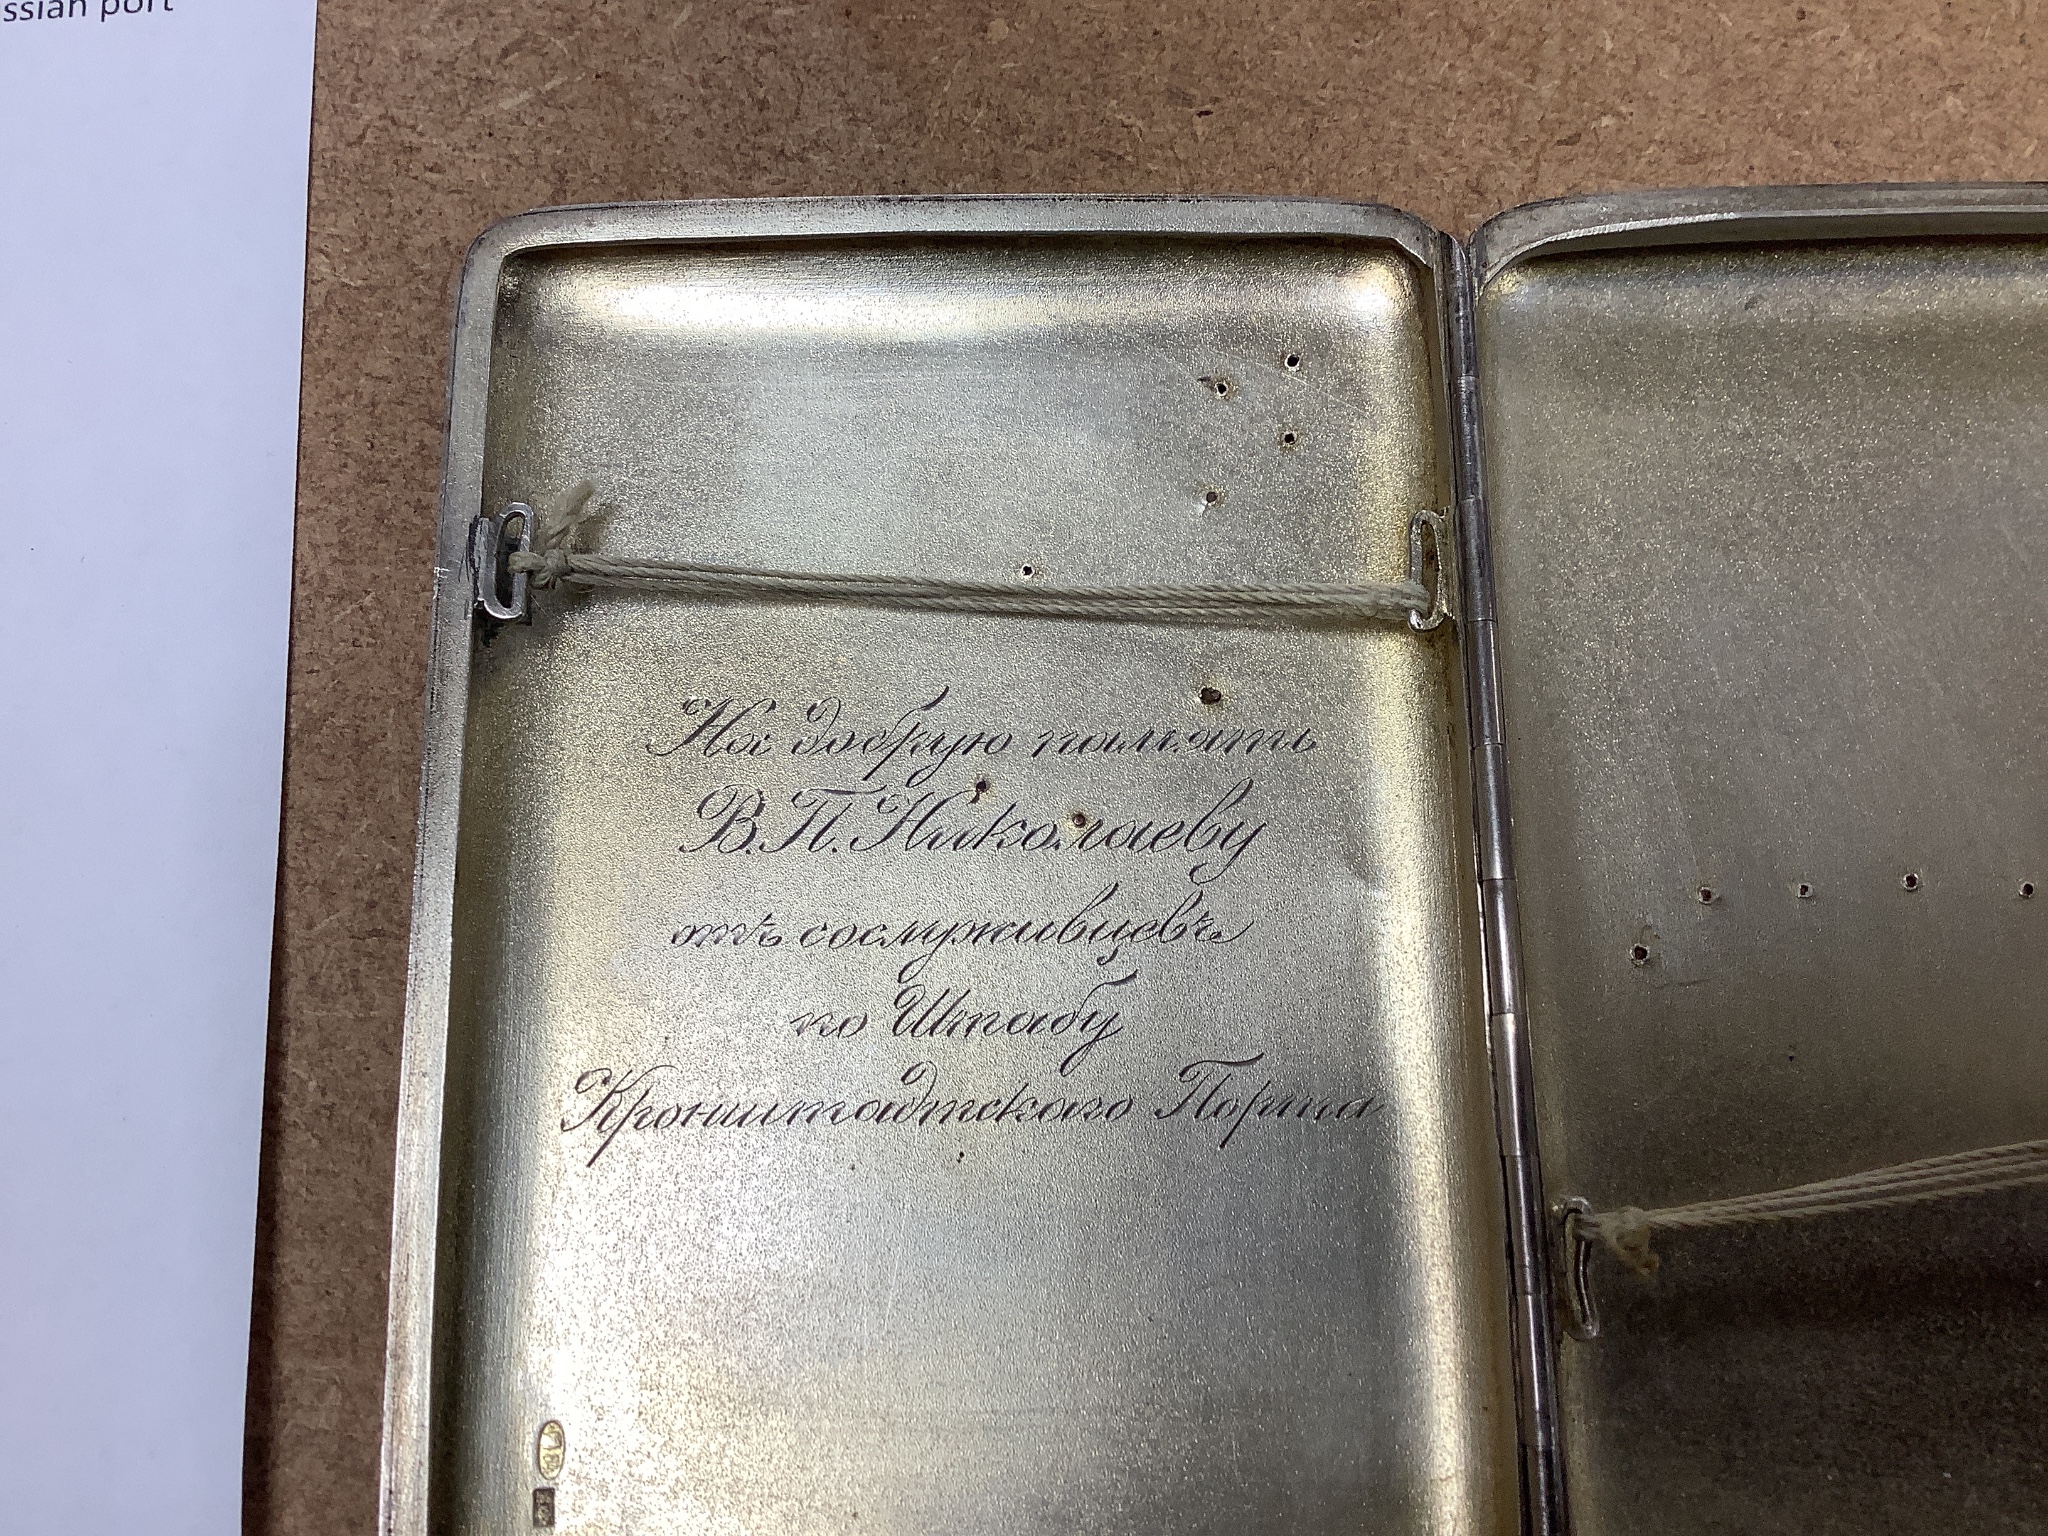 ssian port
На добрую память
В. П. Николаеву
отъ сослуживцевъ
по Штабу
Кронштадтскаго Порта